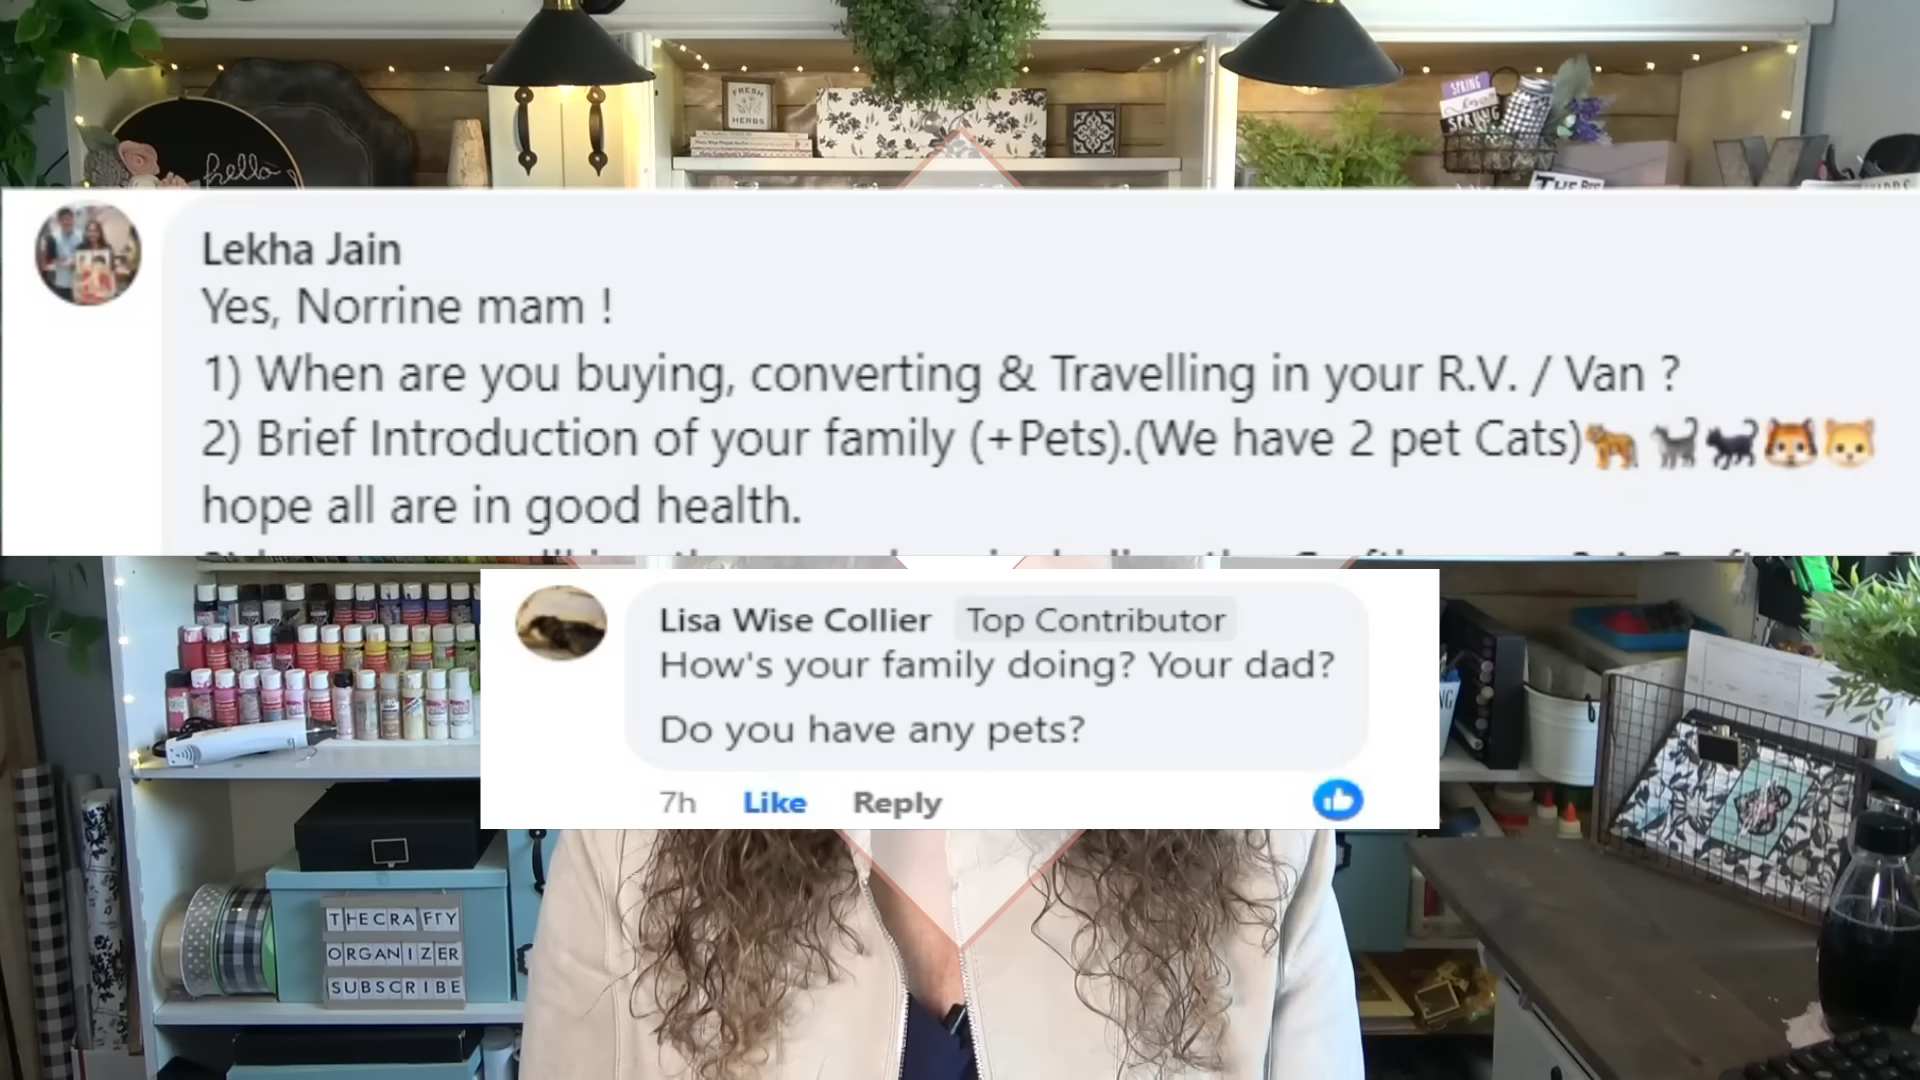 FRESH
HERBS
SPRING
SPRING
hello
THE
Lekha Jain
Yes, Norrine mam !
1) When are you buying, converting & Travelling in your R.V. / Van ?
2) Brief Introduction of your family (+Pets).(We have 2 pet Cats)🐅🐈🐈‍⬛🐯🐱
hope all are in good health.
Lisa Wise Collier Top Contributor
How's your family doing? Your dad?
Do you have any pets?
7h Like Reply
THECRAFTY
ORGANIZER
SUBSCRIBE